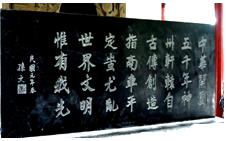 中華開國
五千年神
州軒轅自
古傳創造
指南車平
定蚩尤亂
世界文明
惟有我先
民國元年春
孫文